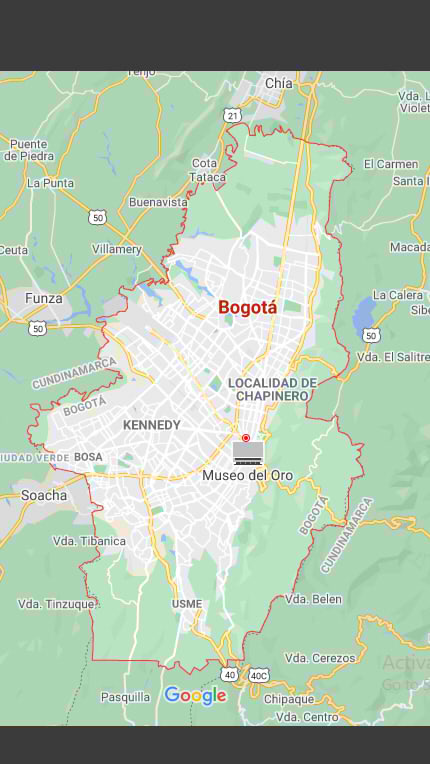 Tenjo
Chía
21
Vda. L
Violet
Puente
de Piedra
Cota
Tataca
El Carmen
La Punta
Santa I
Buenavista
50
Ceuta
Villamery
Macada
Funza
La Calera
Bogotá
Sibe
50
50
Vda. El Salitre
CUNDINAMARCA
LOCALIDAD DE
CHAPINERO
BOGOTÁ
KENNEDY
CIUDAD VERDE
BOSA
Museo del Oro
Soacha
BOGOTÁ
CUNDINAMARCA
Vda. Tibanica
Vda. Tinzuque
USME
Vda. Belen
Vda. Cerezos
Activa
Go to S
40
40C
Pasquilla
Google
Chipaque
Vda. Centro